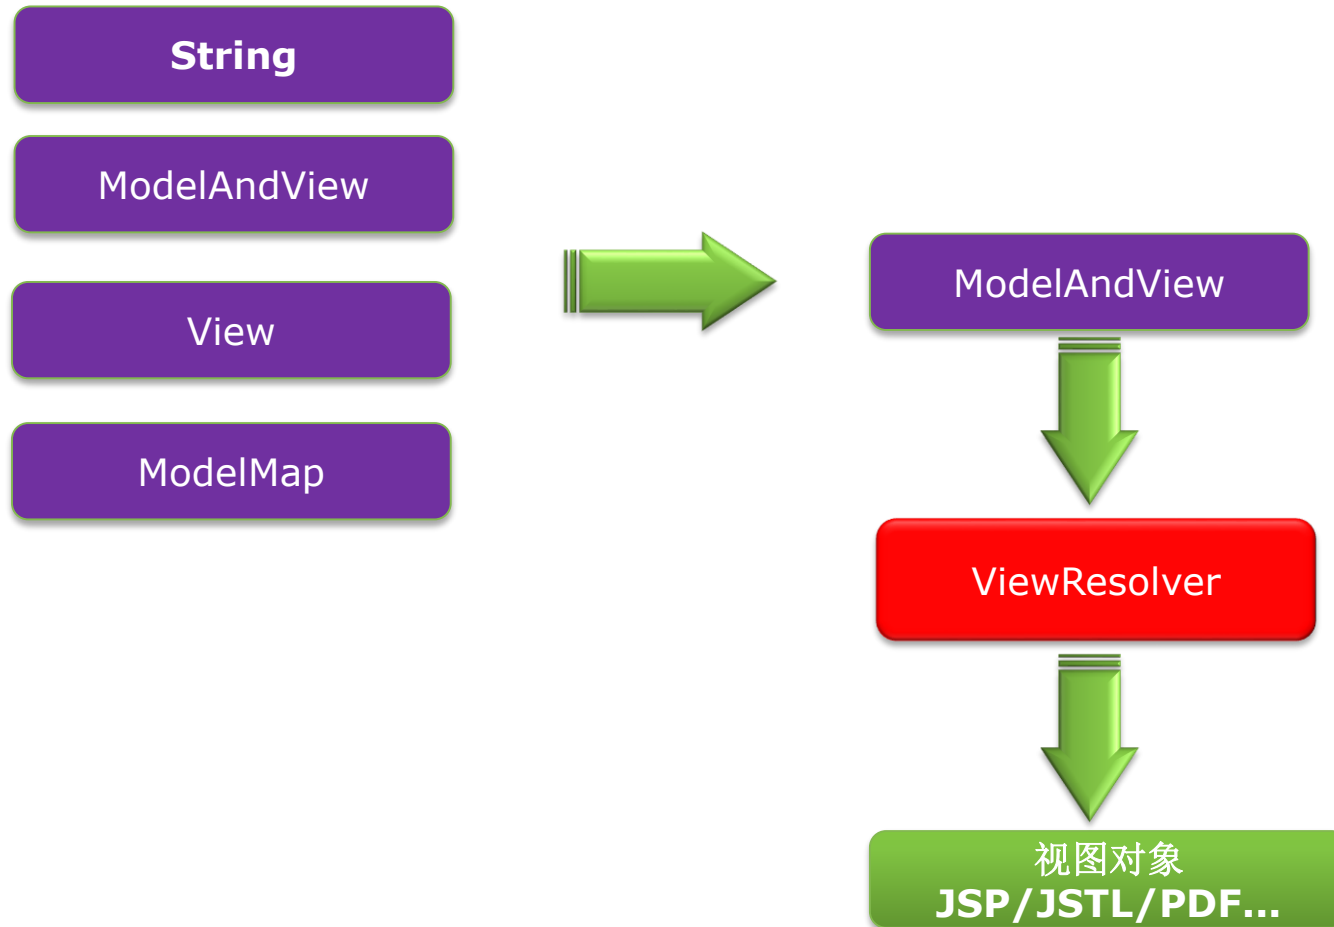 String
ModelAndView
View
ModelMap
ModelAndView
ViewResolver
视图对象
JSP/JSTL/PDF...